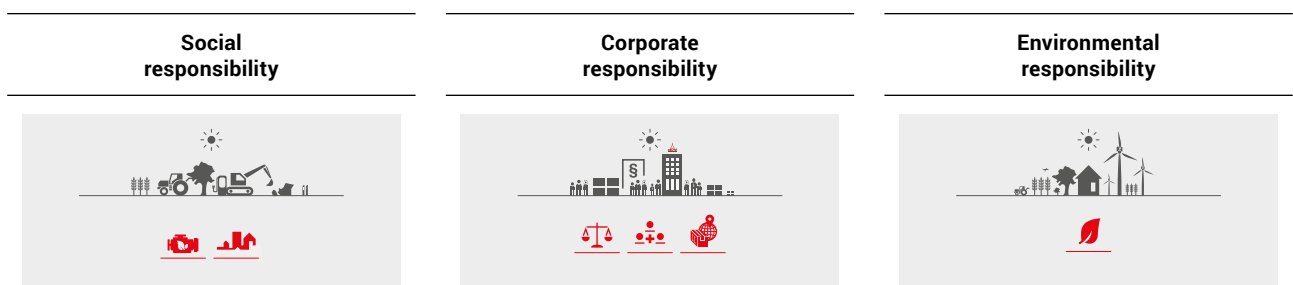 Social
responsibility
Corporate
responsibility
Environmental
responsibility
§